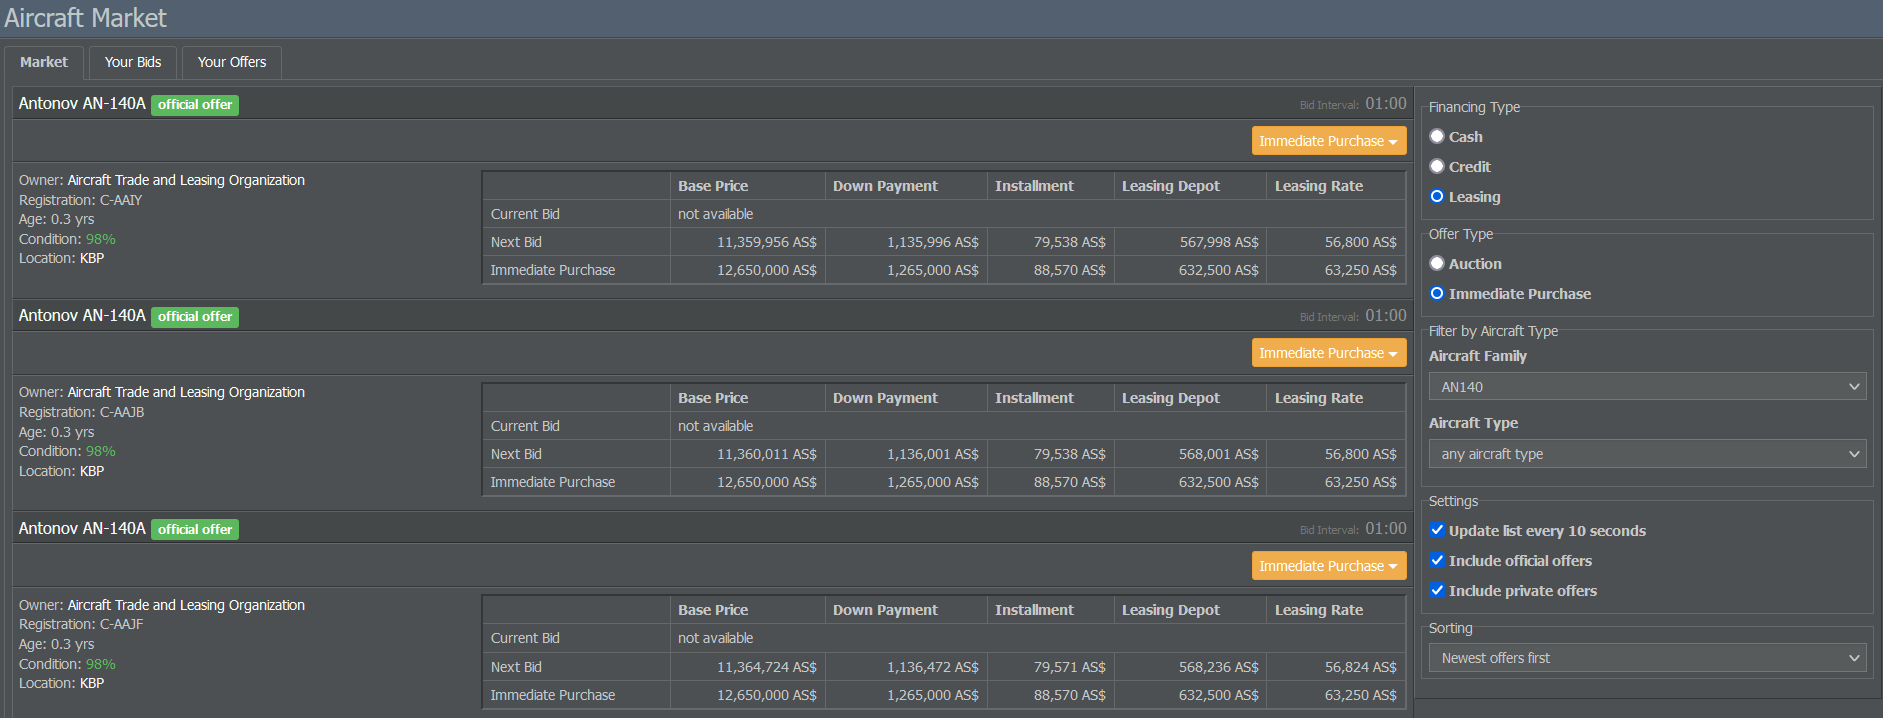 Aircraft Market
Market Your Bids Your Offers
Antonov AN-140A official offer Bid Interval: 01:00
Immediate Purchase
Owner: Aircraft Trade and Leasing Organization
Registration: C-AAIY
Age: 0.3 yrs
Condition: 98%
Location: KBP
Base Price Down Payment Installment Leasing Depot Leasing Rate
Current Bid not available
Next Bid 11,359,956 AS$ 1,135,996 AS$ 79,538 AS$ 567,998 AS$ 56,800 AS$
Immediate Purchase 12,650,000 AS$ 1,265,000 AS$ 88,570 AS$ 632,500 AS$ 63,250 AS$
Antonov AN-140A official offer Bid Interval: 01:00
Immediate Purchase
Owner: Aircraft Trade and Leasing Organization
Registration: C-AAJB
Age: 0.3 yrs
Condition: 98%
Location: KBP
Base Price Down Payment Installment Leasing Depot Leasing Rate
Current Bid not available
Next Bid 11,360,011 AS$ 1,136,001 AS$ 79,538 AS$ 568,001 AS$ 56,800 AS$
Immediate Purchase 12,650,000 AS$ 1,265,000 AS$ 88,570 AS$ 632,500 AS$ 63,250 AS$
Antonov AN-140A official offer Bid Interval: 01:00
Immediate Purchase
Owner: Aircraft Trade and Leasing Organization
Registration: C-AAJF
Age: 0.3 yrs
Condition: 98%
Location: KBP
Base Price Down Payment Installment Leasing Depot Leasing Rate
Current Bid not available
Next Bid 11,364,724 AS$ 1,136,472 AS$ 79,571 AS$ 568,236 AS$ 56,824 AS$
Immediate Purchase 12,650,000 AS$ 1,265,000 AS$ 88,570 AS$ 632,500 AS$ 63,250 AS$
Financing Type
Cash
Credit
Leasing
Offer Type
Auction
Immediate Purchase
Filter by Aircraft Type
Aircraft Family
AN140
Aircraft Type
any aircraft type
Settings
Update list every 10 seconds
Include official offers
Include private offers
Sorting
Newest offers first